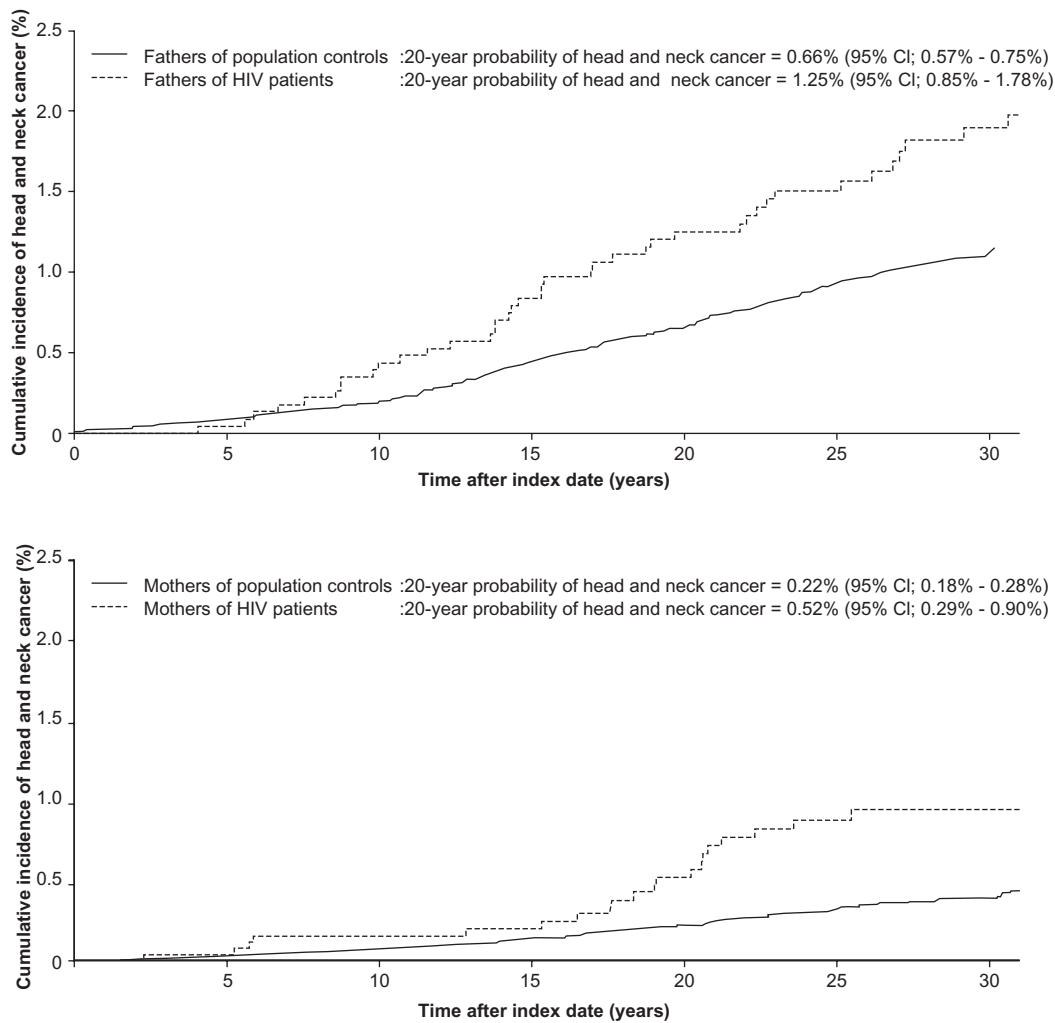 2.5
Fathers of population controls :20-year probability of head and neck cancer = 0.66% (95% CI; 0.57% - 0.75%)
Fathers of HIV patients :20-year probability of head and neck cancer = 1.25% (95% CI; 0.85% - 1.78%)
2.0
1.5
1.0
0.5
0
Cumulative incidence of head and neck cancer (%)
0 5 10 15 20 25 30
Time after index date (years)
2.5
Mothers of population controls :20-year probability of head and neck cancer = 0.22% (95% CI; 0.18% - 0.28%)
Mothers of HIV patients :20-year probability of head and neck cancer = 0.52% (95% CI; 0.29% - 0.90%)
2.0
1.5
1.0
0.5
0
Cumulative incidence of head and neck cancer (%)
5 10 15 20 25 30
Time after index date (years)